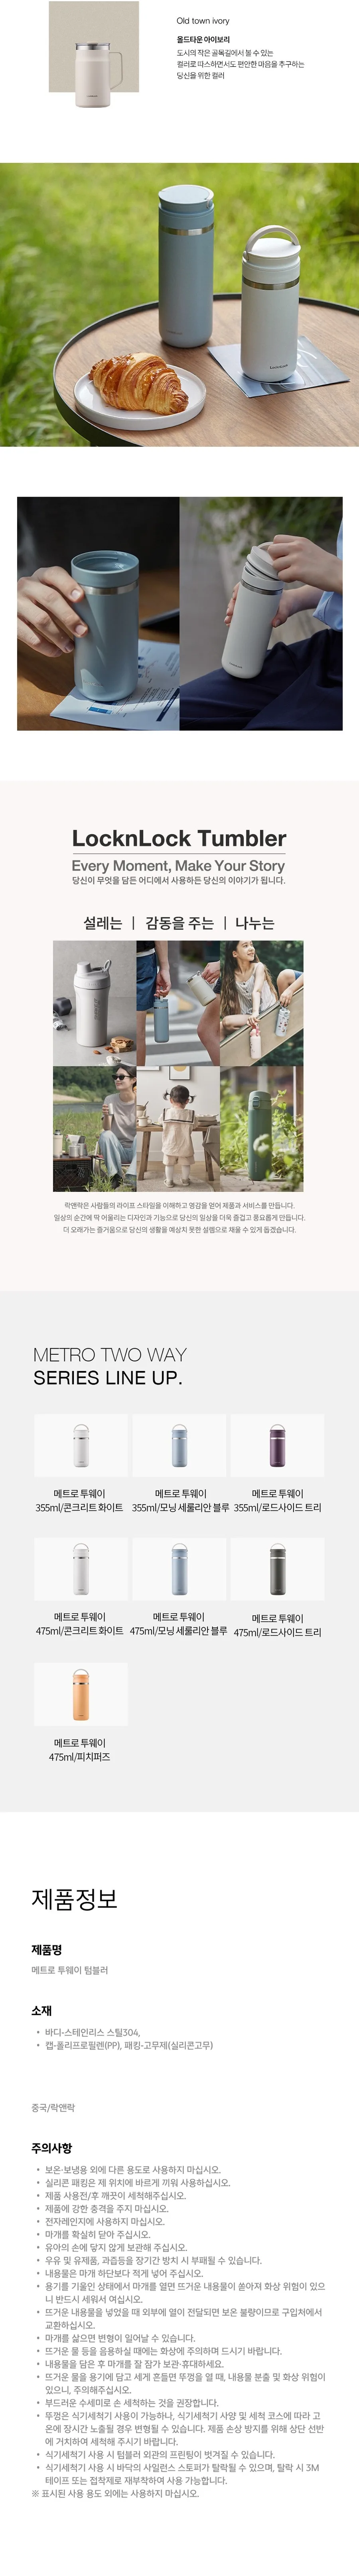 Old town ivory
올드타운 아이보리
도시의 작은 골목길에서 볼 수 있는
컬러로 따스하면서도 편안한 마음을 추구하는
당신을 위한 컬러
LocknLock
LocknLock Tumbler
Every Moment, Make Your Story
당신이 무엇을 담든 어디에서 사용하든 당신의 이야기가 됩니다.
설레는 | 감동을 주는 | 나누는
락앤락은 사람들의 라이프 스타일을 이해하고 영감을 얻어 제품과 서비스를 만듭니다.
일상의 순간에 딱 어울리는 디자인과 기능으로 당신의 일상을 더욱 즐겁고 풍요롭게 만듭니다.
더 오래가는 즐거움으로 당신의 생활을 예상치 못한 설렘으로 채울 수 있게 돕겠습니다.
METRO TWO WAY
SERIES LINE UP.
메트로 투웨이
355ml/콘크리트 화이트
메트로 투웨이
355ml/모닝 세룰리안 블루
메트로 투웨이
355ml/로드사이드 트리
메트로 투웨이
475ml/콘크리트 화이트
메트로 투웨이
475ml/모닝 세룰리안 블루
메트로 투웨이
475ml/로드사이드 트리
메트로 투웨이
475ml/피치퍼즈
제품정보
제품명
메트로 투웨이 텀블러
소재
• 바디-스테인리스 스틸304,
• 캡-폴리프로필렌(PP), 패킹-고무제(실리콘고무)
중국/락앤락
주의사항
• 보온·보냉용 외에 다른 용도로 사용하지 마십시오.
• 실리콘 패킹은 제 위치에 바르게 끼워 사용하십시오.
• 제품 사용전/후 깨끗이 세척해주십시오.
• 제품에 강한 충격을 주지 마십시오.
• 전자레인지에 사용하지 마십시오.
• 마개를 확실히 닫아 주십시오.
• 유아의 손에 닿지 않게 보관해 주십시오.
• 우유 및 유제품, 과즙등을 장기간 방치 시 부패될 수 있습니다.
• 내용물은 마개 하단보다 적게 넣어 주십시오.
• 용기를 기울인 상태에서 마개를 열면 뜨거운 내용물이 쏟아져 화상 위험이 있으
니 반드시 세워서 여십시오.
• 뜨거운 내용물을 넣었을 때 외부에 열이 전달되면 보온 불량이므로 구입처에서
교환하십시오.
• 마개를 삶으면 변형이 일어날 수 있습니다.
• 뜨거운 물 등을 음용하실 때에는 화상에 주의하며 드시기 바랍니다.
• 내용물을 담은 후 마개를 잘 잠가 보관·휴대하세요.
• 뜨거운 물을 용기에 담고 세게 흔들면 뚜껑을 열 때, 내용물 분출 및 화상 위험이
있으니, 주의해주십시오.
• 부드러운 수세미로 손 세척하는 것을 권장합니다.
• 뚜껑은 식기세척기 사용이 가능하나, 식기세척기 사양 및 세척 코스에 따라 고
온에 장시간 노출될 경우 변형될 수 있습니다. 제품 손상 방지를 위해 상단 선반
에 거치하여 세척해 주시기 바랍니다.
• 식기세척기 사용 시 텀블러 외관의 프린팅이 벗겨질 수 있습니다.
• 식기세척기 사용 시 바닥의 사일런스 스토퍼가 탈락될 수 있으며, 탈락 시 3M
테이프 또는 접착제로 재부착하여 사용 가능합니다.
※ 표시된 사용 용도 외에는 사용하지 마십시오.